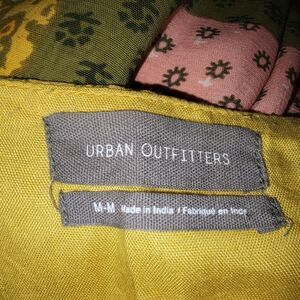 URBAN OUTFITTERS
M-M Made in India / Fabriqué en Inde